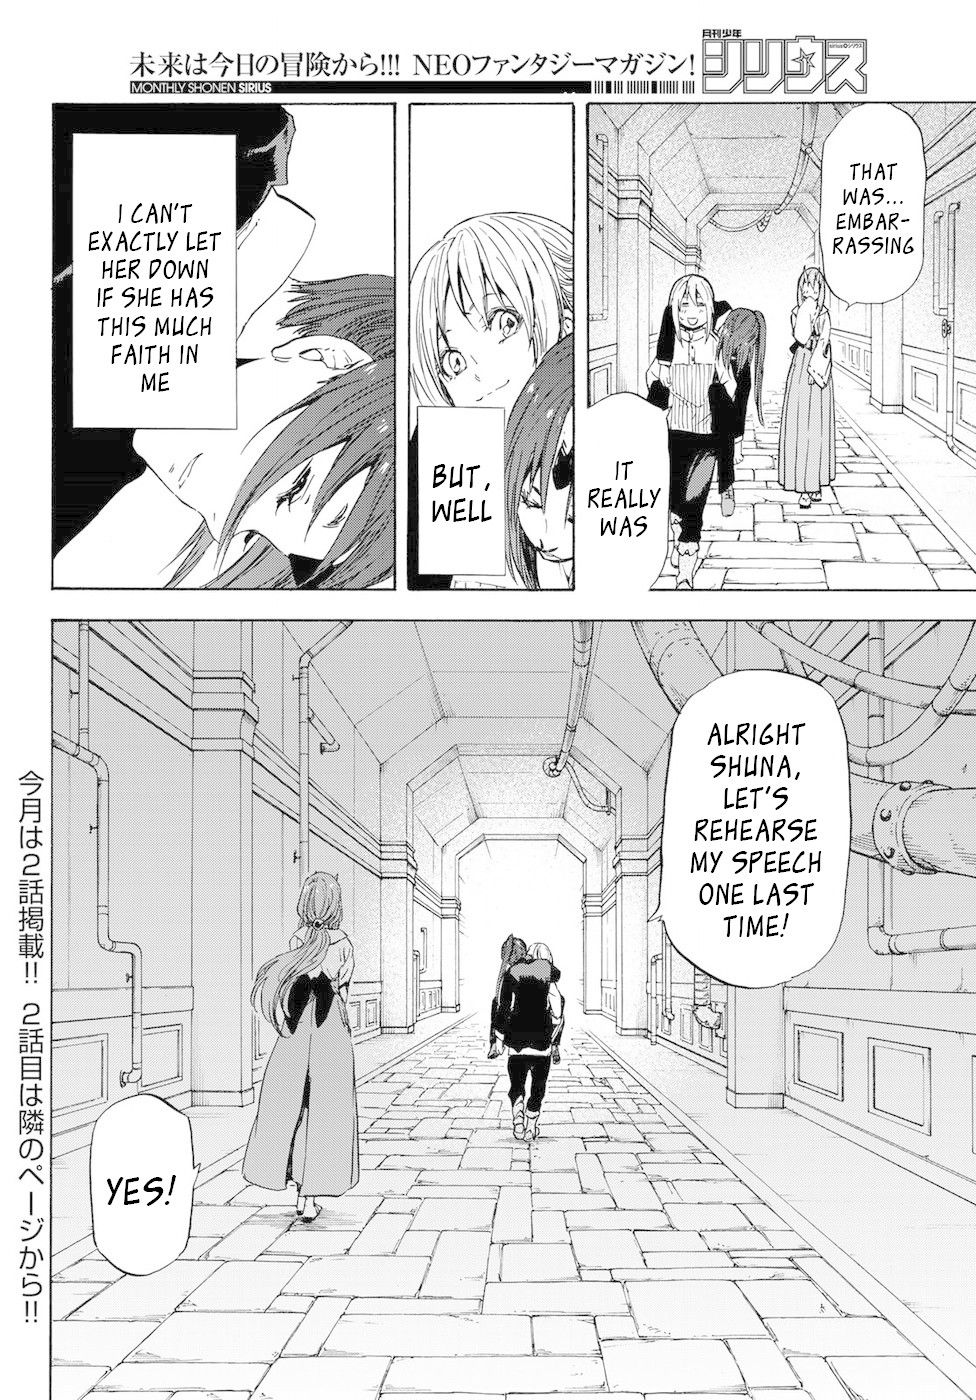 未来は今日の冒険から!!! NEOファンタジーマガジン!
月刊少年
シリウス
MONTHLY SHONEN SIRIUS
THAT
WAS...
EMBAR-
RASSING
IT
REALLY
WAS
BUT,
WELL
I CAN'T
EXACTLY LET
HER DOWN
IF SHE HAS
THIS MUCH
FAITH IN
ME
ALRIGHT
SHUNA,
LET'S
REHEARSE
MY SPEECH
ONE LAST
TIME!
YES!
今月は2話掲載!! 2話目は隣のページから!!